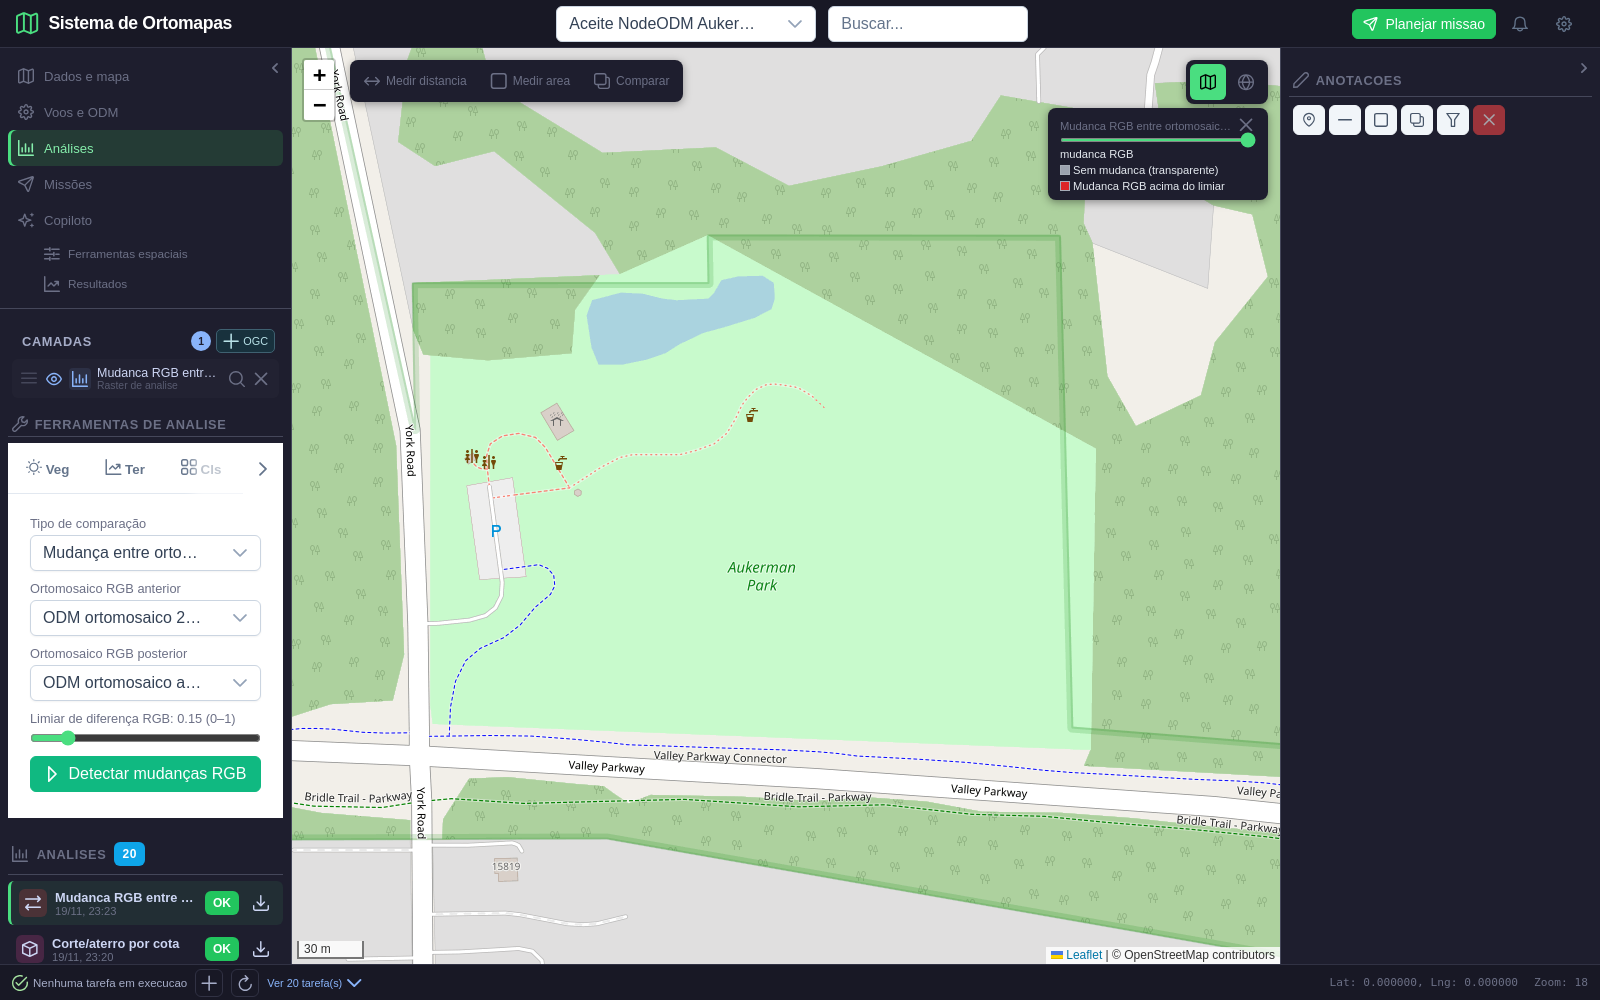 Sistema de Ortomapas
Aceite NodeODM Auker...
Buscar...
Planejar missao
Dados e mapa
Voos e ODM
Análises
Missões
Copiloto
Ferramentas espaciais
Resultados
CAMADAS
1
OGC
Mudanca RGB entr...
Raster de analise
FERRAMENTAS DE ANALISE
Veg
Ter
Cls
Tipo de comparação
Mudança entre orto...
Ortomosaico RGB anterior
ODM ortomosaico 2...
Ortomosaico RGB posterior
ODM ortomosaico a...
Limiar de diferença RGB: 0.15 (0–1)
Detectar mudanças RGB
ANALISES
20
Mudanca RGB entre ...
19/11, 23:23
OK
Corte/aterro por cota
19/11, 23:20
OK
+
−
Medir distancia
Medir area
Comparar
Mudanca RGB entre ortomosaic...
mudanca RGB
Sem mudanca (transparente)
Mudanca RGB acima do limiar
York Road
York Road
York Road
P
Aukerman
Park
Valley Parkway Connector
Valley Parkway
Valley Parkway
Valley Pa
Bridle Trail - Parkway
Bridle Trail - Parkway
Bridle Trail - Parkway
15819
30 m
Leaflet | © OpenStreetMap contributors
ANOTACOES
Nenhuma tarefa em execucao
Ver 20 tarefa(s)
Lat: 0.000000, Lng: 0.000000
Zoom: 18